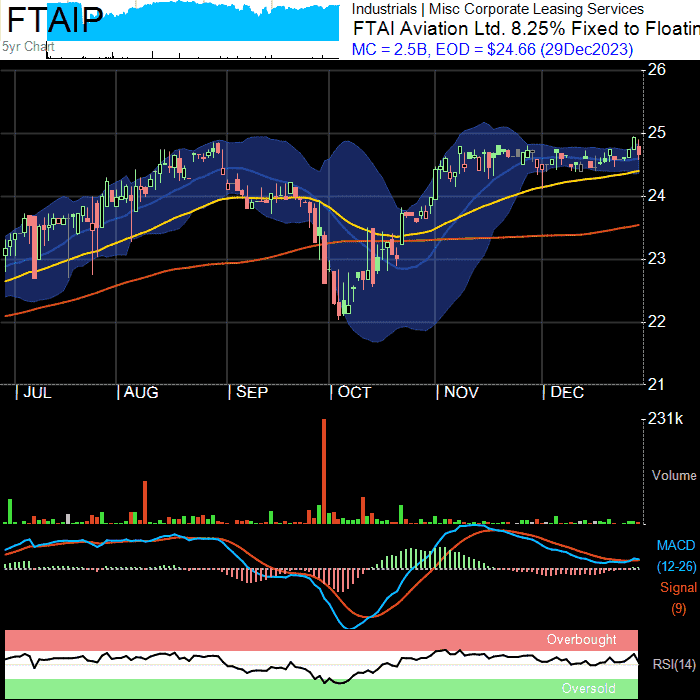 FTAIP
5yr Chart
Industrials | Misc Corporate Leasing Services
FTAI Aviation Ltd. 8.25% Fixed to Floatin
MC = 2.5B, EOD = $24.66 (29Dec2023)
26
25
24
23
22
21
JUL
AUG
SEP
OCT
NOV
DEC
231k
Volume
MACD
(12-26)
Signal
(9)
Overbought
RSI(14)
Oversold